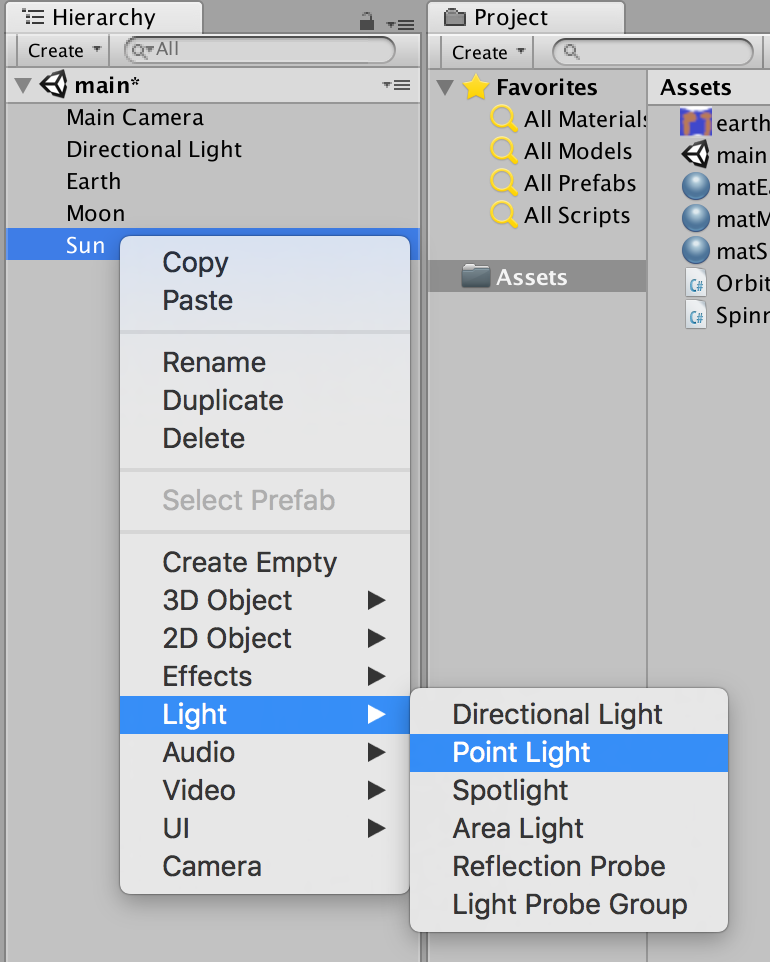 Hierarchy
Create
All
main*
Main Camera
Directional Light
Earth
Moon
Sun
Copy
Paste
Rename
Duplicate
Delete
Select Prefab
Create Empty
3D Object
2D Object
Effects
Light
Audio
Video
UI
Camera
Directional Light
Point Light
Spotlight
Area Light
Reflection Probe
Light Probe Group
Project
Create
Favorites
All Materials
All Models
All Prefabs
All Scripts
Assets
Assets
earth
main
matEa
matM
matS
C# Orbit
C# Spinn